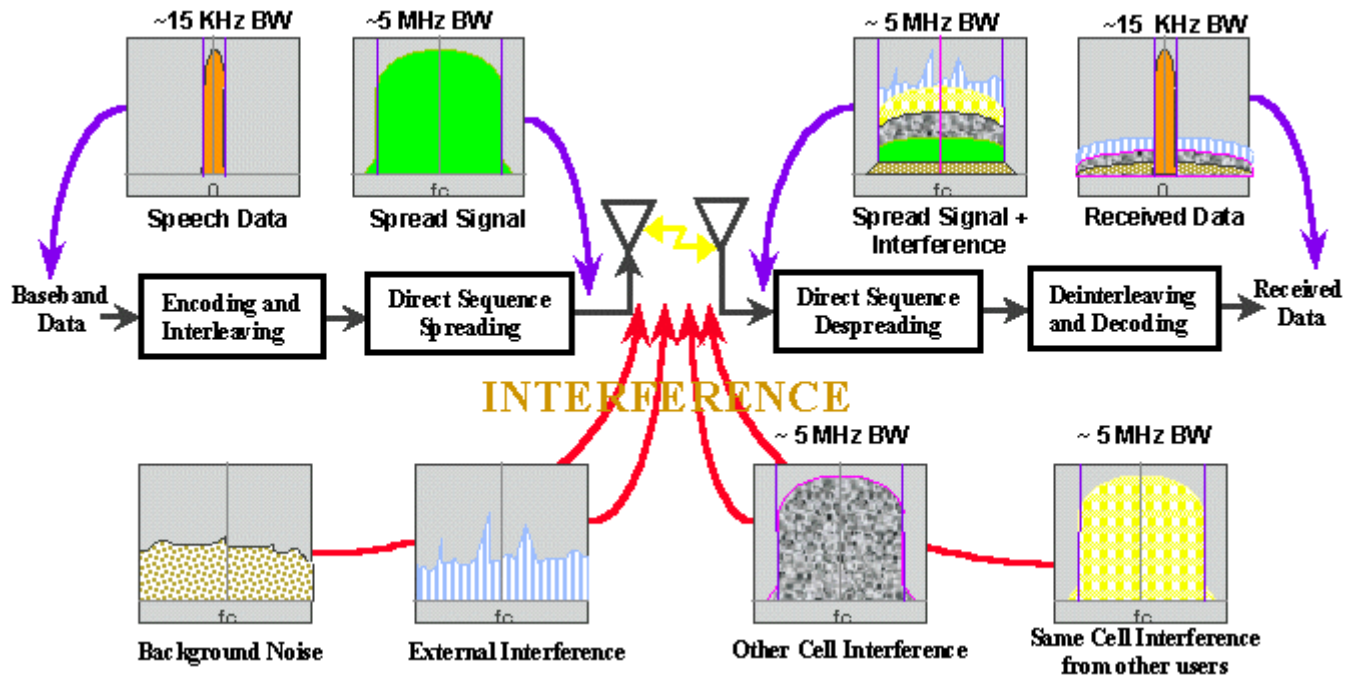 ~15 KHz BW
~5 MHz BW
~ 5 MHz BW
~15 KHz BW
0
fc
fc
0
Speech Data
Spread Signal
Spread Signal +
Interference
Received Data
Baseband
Data
Encoding and
Interleaving
Direct Sequence
Spreading
Direct Sequence
Despreading
Deinterleaving
and Decoding
Received
Data
INTERFERENCE
~ 5 MHz BW
~ 5 MHz BW
fc
fc
fc
fc
Background Noise
External Interference
Other Cell Interference
Same Cell Interference
from other users